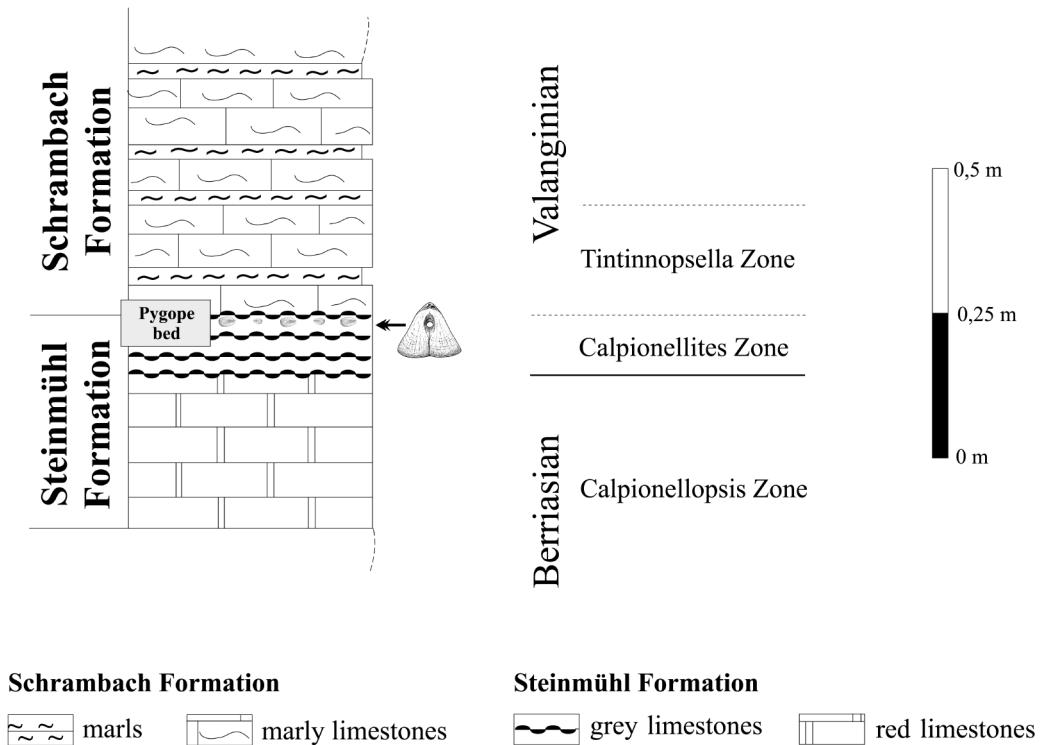 Schrambach
Formation
Steinmühl
Formation
Pygope
bed
Valanginian
Berriasian
Tintinnopsella Zone
Calpionellites Zone
Calpionellopsis Zone
0,5 m
0,25 m
0 m
Schrambach Formation
marls
marly limestones
Steinmühl Formation
grey limestones
red limestones